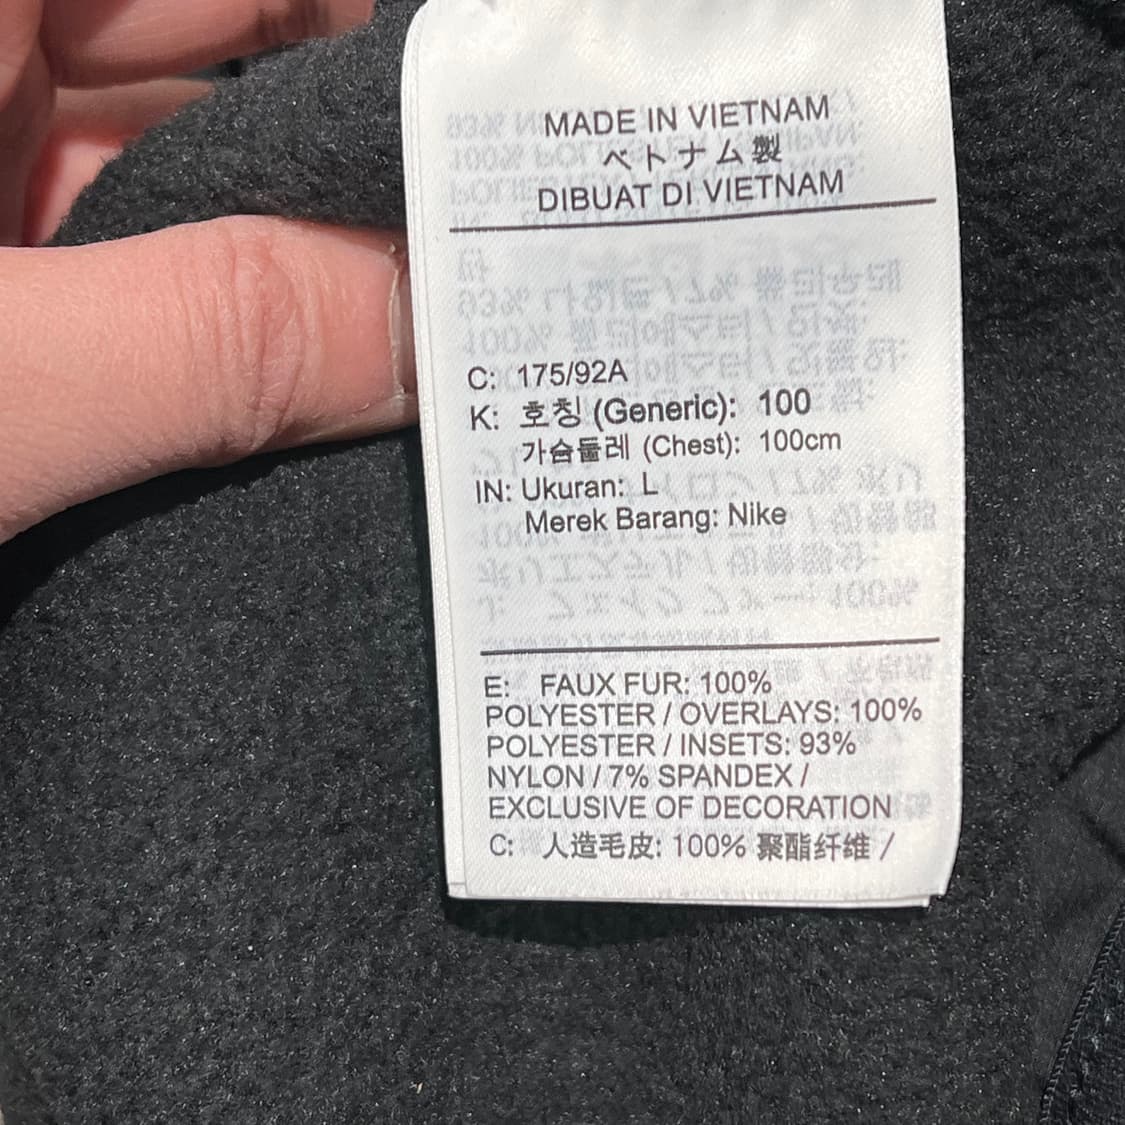 MADE IN VIETNAM
ベトナム製
DIBUAT DI VIETNAM
C: 175/92A
K: 호칭 (Generic): 100
가슴둘레 (Chest): 100cm
IN: Ukuran: L
Merek Barang: Nike
E: FAUX FUR: 100%
POLYESTER / OVERLAYS: 100%
POLYESTER / INSETS: 93%
NYLON / 7% SPANDEX /
EXCLUSIVE OF DECORATION
C: 人造毛皮: 100% 聚酯纤维 /